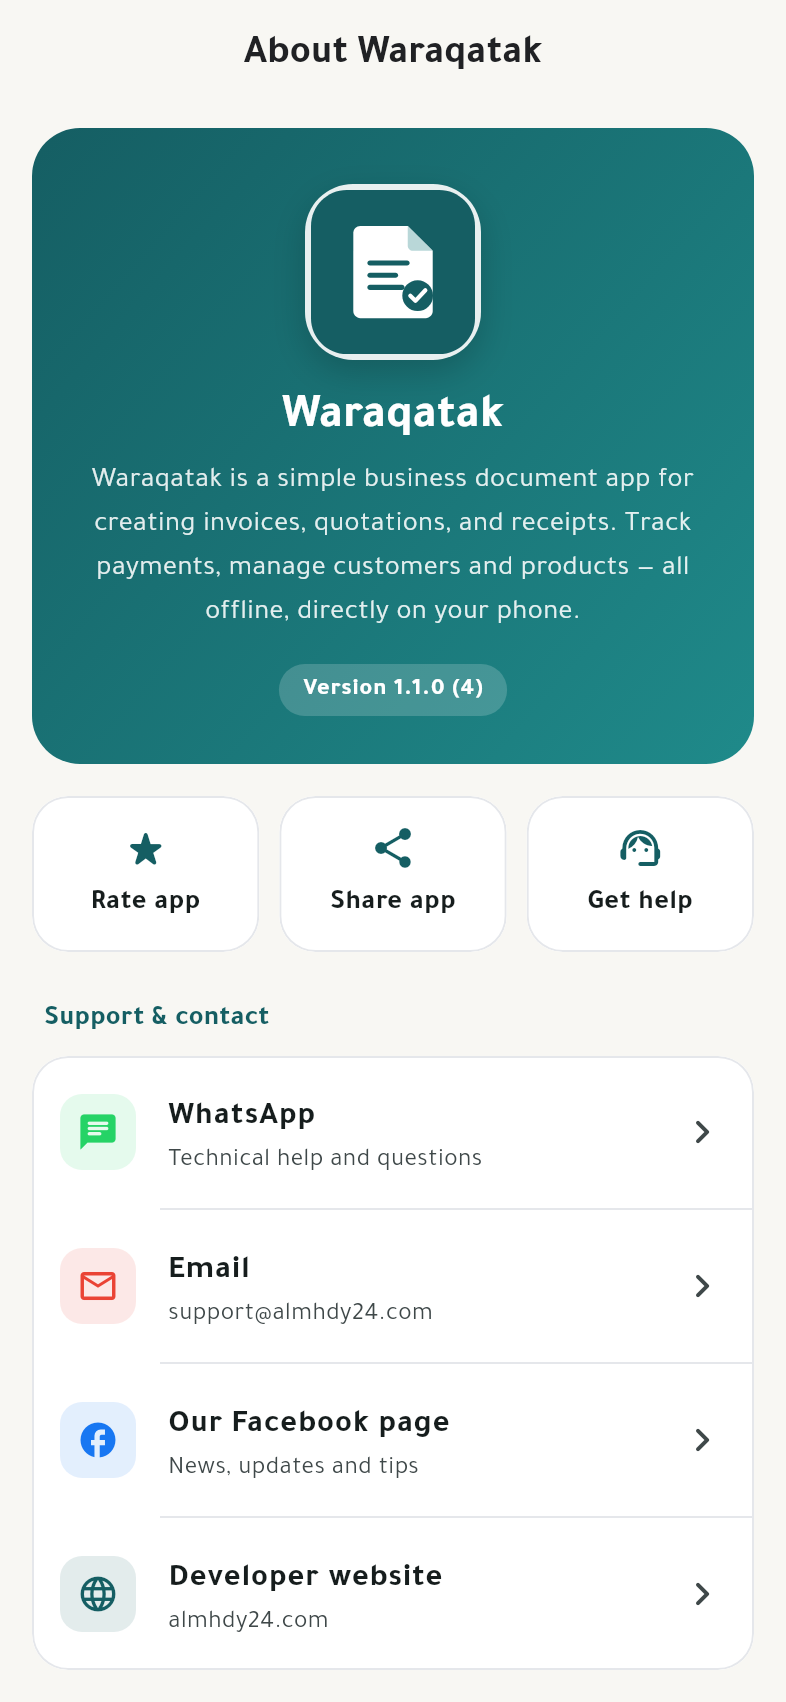 About Waraqatak
Waraqatak
Waraqatak is a simple business document app for
creating invoices, quotations, and receipts. Track
payments, manage customers and products – all
offline, directly on your phone.
Version 1.1.0 (4)
Rate app
Share app
Get help
Support & contact
WhatsApp
Technical help and questions
Email
support@almhdy24.com
Our Facebook page
News, updates and tips
Developer website
almhdy24.com